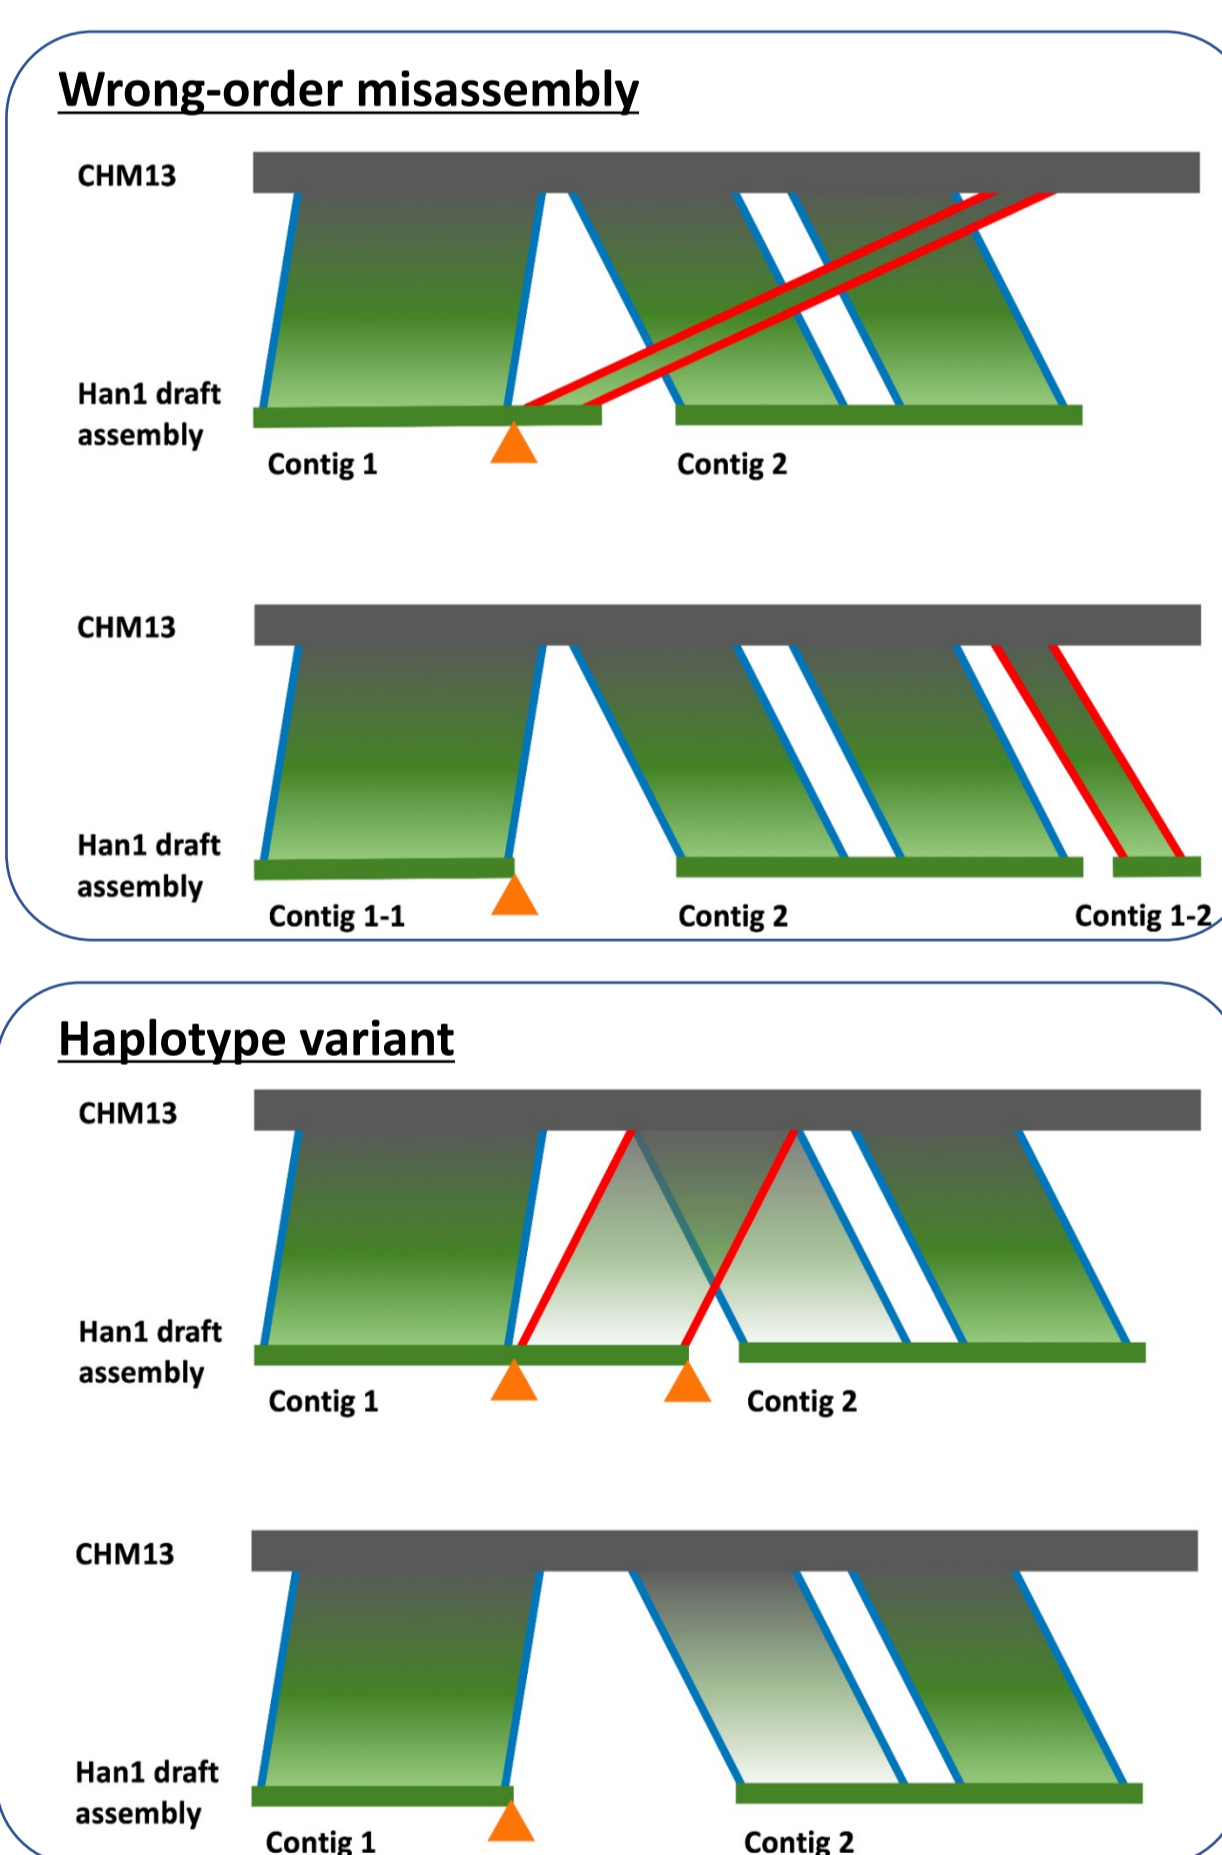 Wrong-order misassembly
CHM13
Han1 draft
assembly
Contig 1
Contig 2
CHM13
Han1 draft
assembly
Contig 1-1
Contig 2
Contig 1-2
Haplotype variant
CHM13
Han1 draft
assembly
Contig 1
Contig 2
CHM13
Han1 draft
assembly
Contig 1
Contig 2